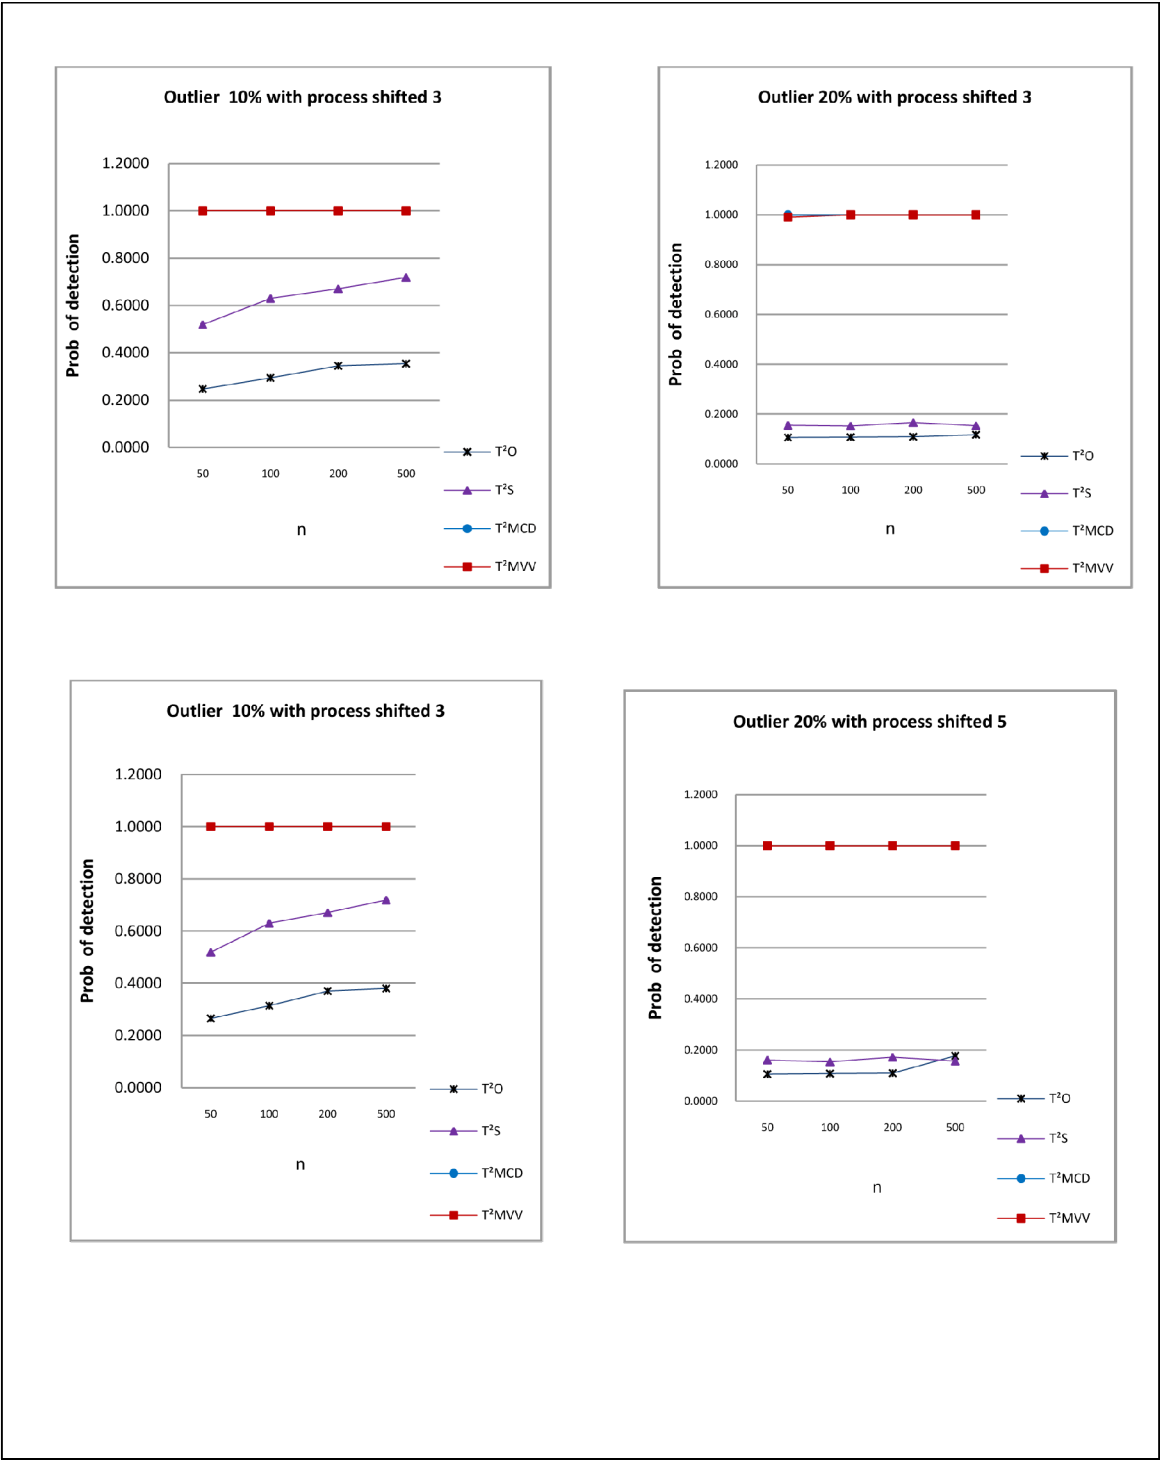 Outlier 10% with process shifted 3
1.2000
1.0000
0.8000
0.6000
0.4000
0.2000
0.0000
Prob of detection
50 100 200 500
n
T²O
T²S
T²MCD
T²MVV
Outlier 20% with process shifted 3
1.2000
1.0000
0.8000
0.6000
0.4000
0.2000
0.0000
Prob of detection
50 100 200 500
n
T²O
T²S
T²MCD
T²MVV
Outlier 10% with process shifted 3
1.2000
1.0000
0.8000
0.6000
0.4000
0.2000
0.0000
Prob of detection
50 100 200 500
n
T²O
T²S
T²MCD
T²MVV
Outlier 20% with process shifted 5
1.2000
1.0000
0.8000
0.6000
0.4000
0.2000
0.0000
Prob of detection
50 100 200 500
n
T²O
T²S
T²MCD
T²MVV